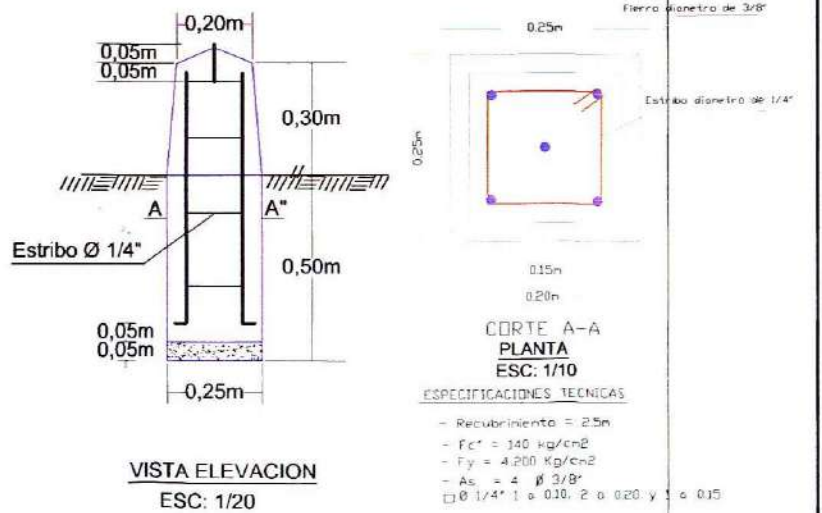 0,20m
0,05m
0,05m
0,30m
A
A"
Estribo Ø 1/4"
0,50m
0,05m
0,05m
0,25m
VISTA ELEVACION
ESC: 1/20
Fierro diametro de 3/8"
0.25m
Estribo diametro de 1/4"
0.25m
0.15m
0.20m
CORTE A-A
PLANTA
ESC: 1/10
ESPECIFICACIONES TECNICAS
- Recubrimiento = 2.5m
- Fc" = 140 kg/cm2
- Fy = 4.200 Kg/cm2
- As = 4 Ø 3/8"
□ Ø 1/4" 1 a 0.10, 2 a 0.20 y 1 a 0.15